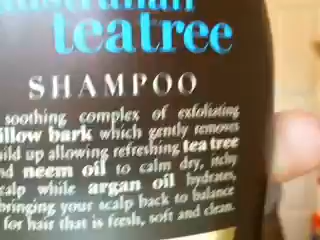 australian
teatree
SHAMPOO
soothing complex of exfoliating
illow bark which gently removes
uild up allowing refreshing tea tree
nd neem oil to calm dry, itchy
calp while argan oil hydrates,
bringing your scalp back to balance
for hair that is fresh, soft and clean.